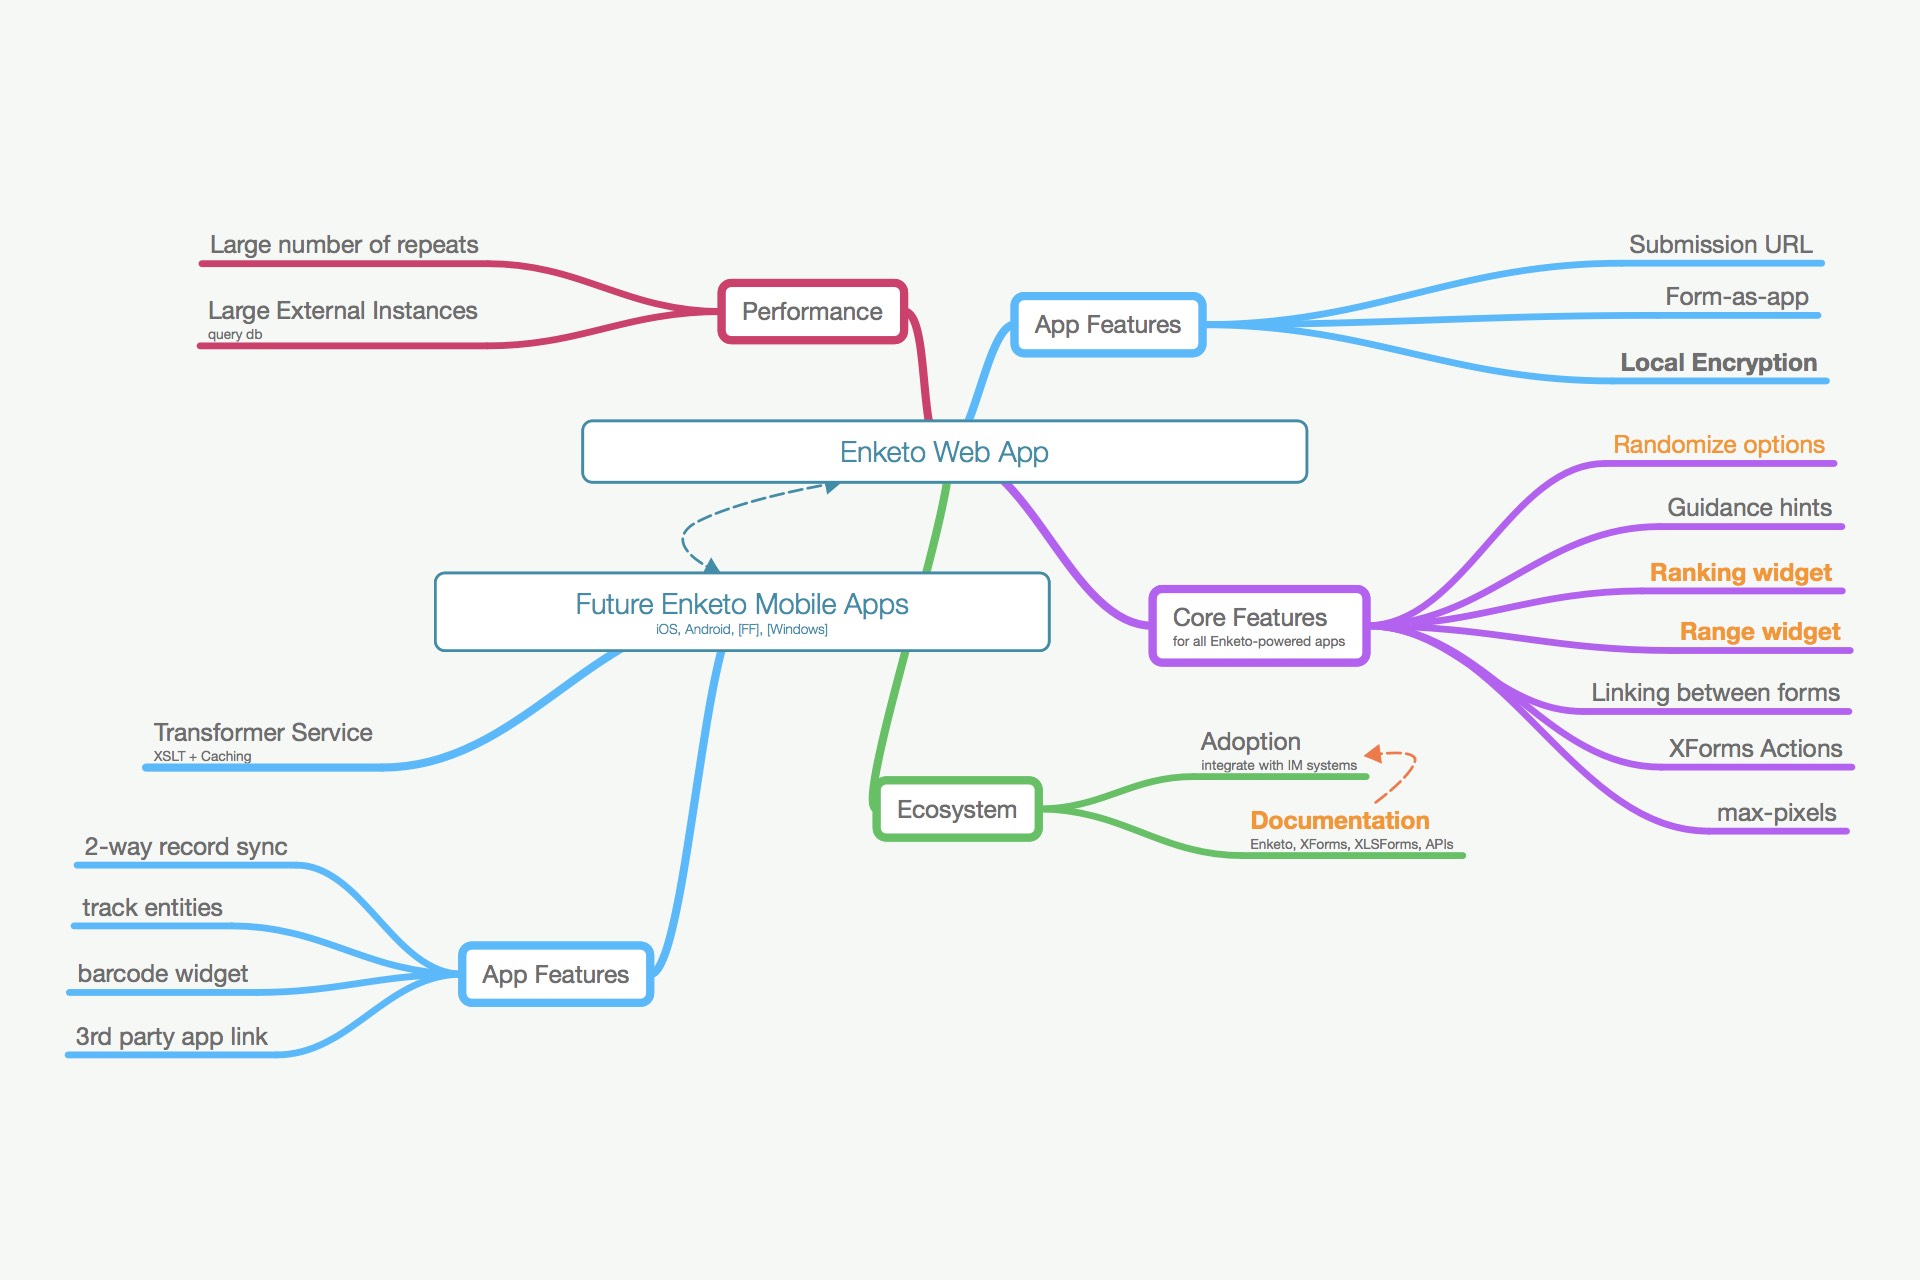 Large number of repeats
Large External Instances
query db
Performance
App Features
Submission URL
Form-as-app
Local Encryption
Enketo Web App
Future Enketo Mobile Apps
iOS, Android, [FF], [Windows]
Core Features
for all Enketo-powered apps
Randomize options
Guidance hints
Ranking widget
Range widget
Linking between forms
XForms Actions
max-pixels
Transformer Service
XSLT + Caching
Ecosystem
Adoption
integrate with IM systems
Documentation
Enketo, XForms, XLSForms, APIs
2-way record sync
track entities
barcode widget
3rd party app link
App Features